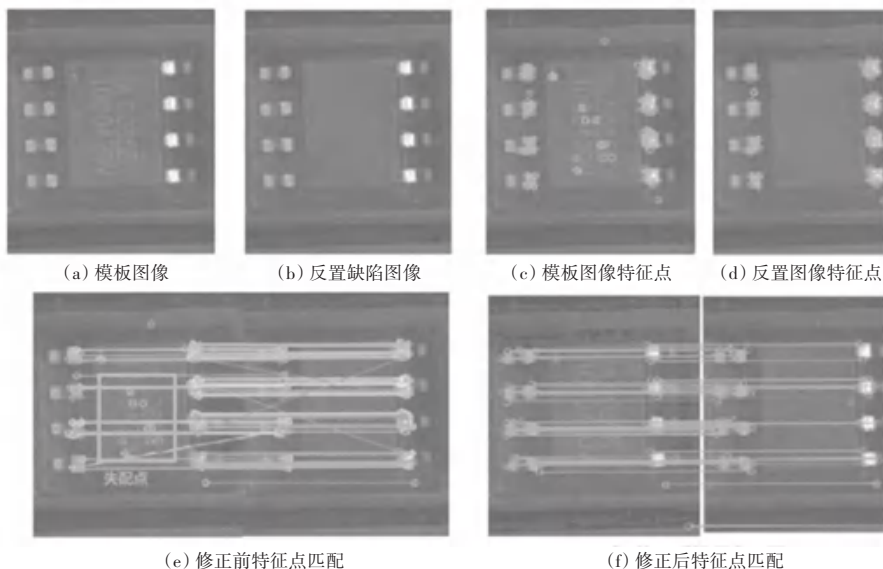 (a) 模板图像
(b) 反置缺陷图像
(c) 模板图像特征点
(d) 反置图像特征点
失配点
(e) 修正前特征点匹配
(f) 修正后特征点匹配